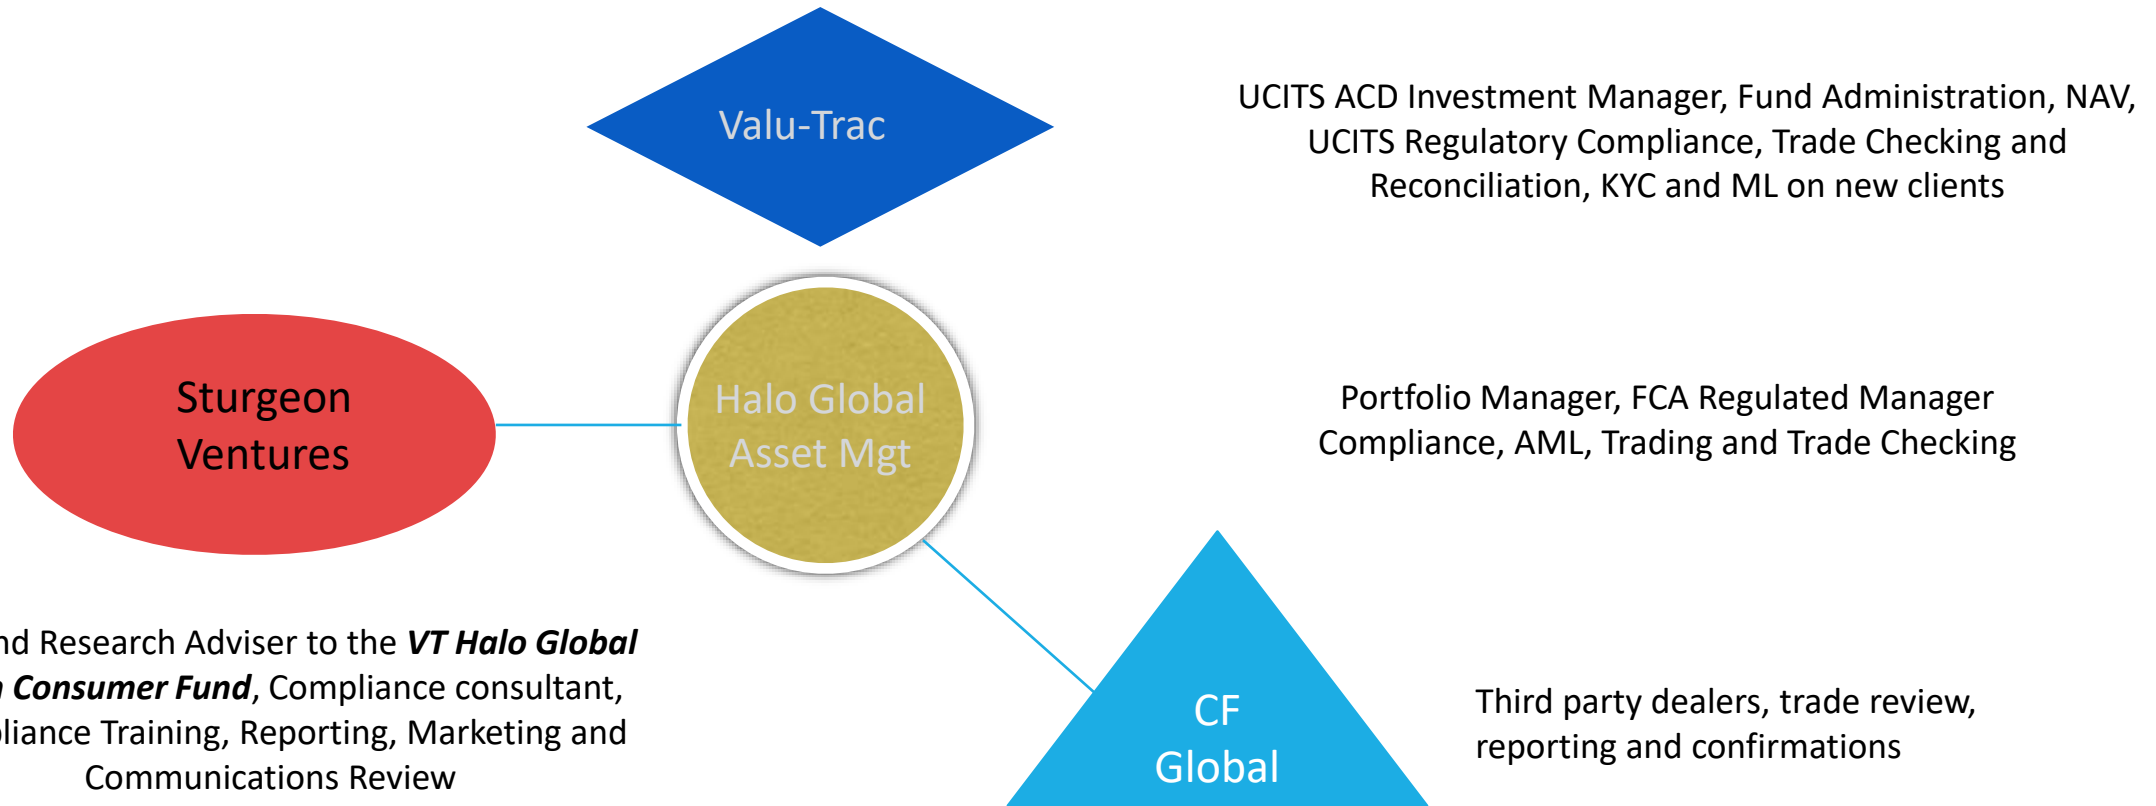 Valu-Trac
UCITS ACD Investment Manager, Fund Administration, NAV,
UCITS Regulatory Compliance, Trade Checking and
Reconciliation, KYC and ML on new clients
Sturgeon
Ventures
Halo Global
Asset Mgt
Portfolio Manager, FCA Regulated Manager
Compliance, AML, Trading and Trade Checking
Research Adviser to the VT Halo Global
Consumer Fund, Compliance consultant,
Training, Reporting, Marketing and
Communications Review
CF
Global
Third party dealers, trade review,
reporting and confirmations